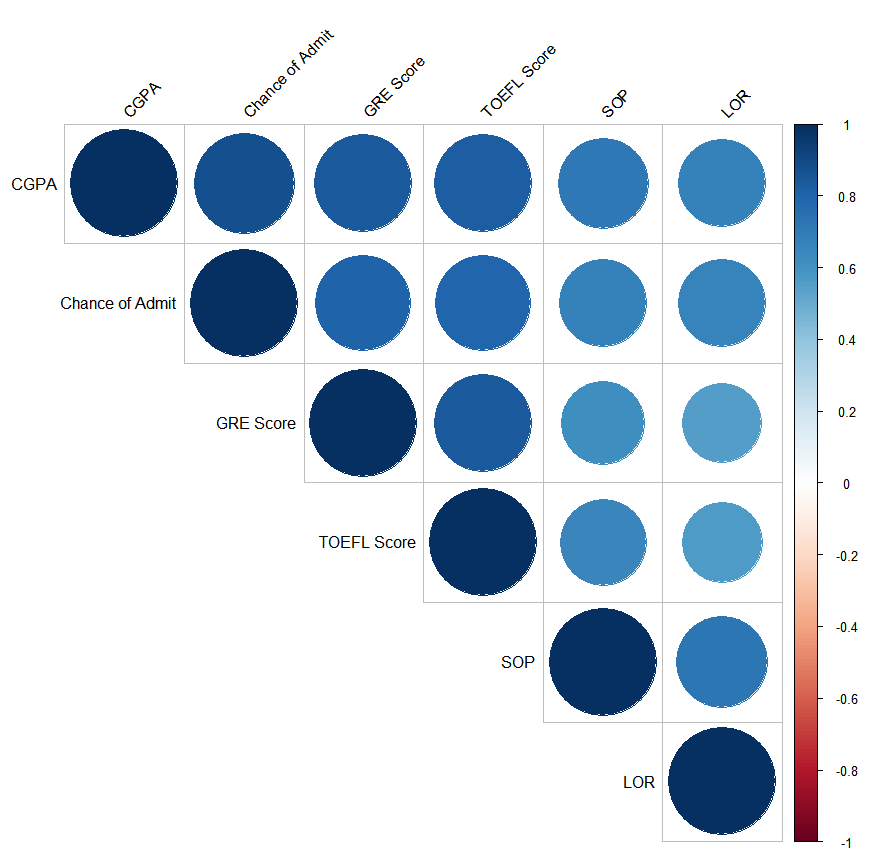 CGPA
Chance of Admit
GRE Score
TOEFL Score
SOP
LOR
CGPA
Chance of Admit
GRE Score
TOEFL Score
SOP
LOR
1
0.8
0.6
0.4
0.2
0
-0.2
-0.4
-0.6
-0.8
-1